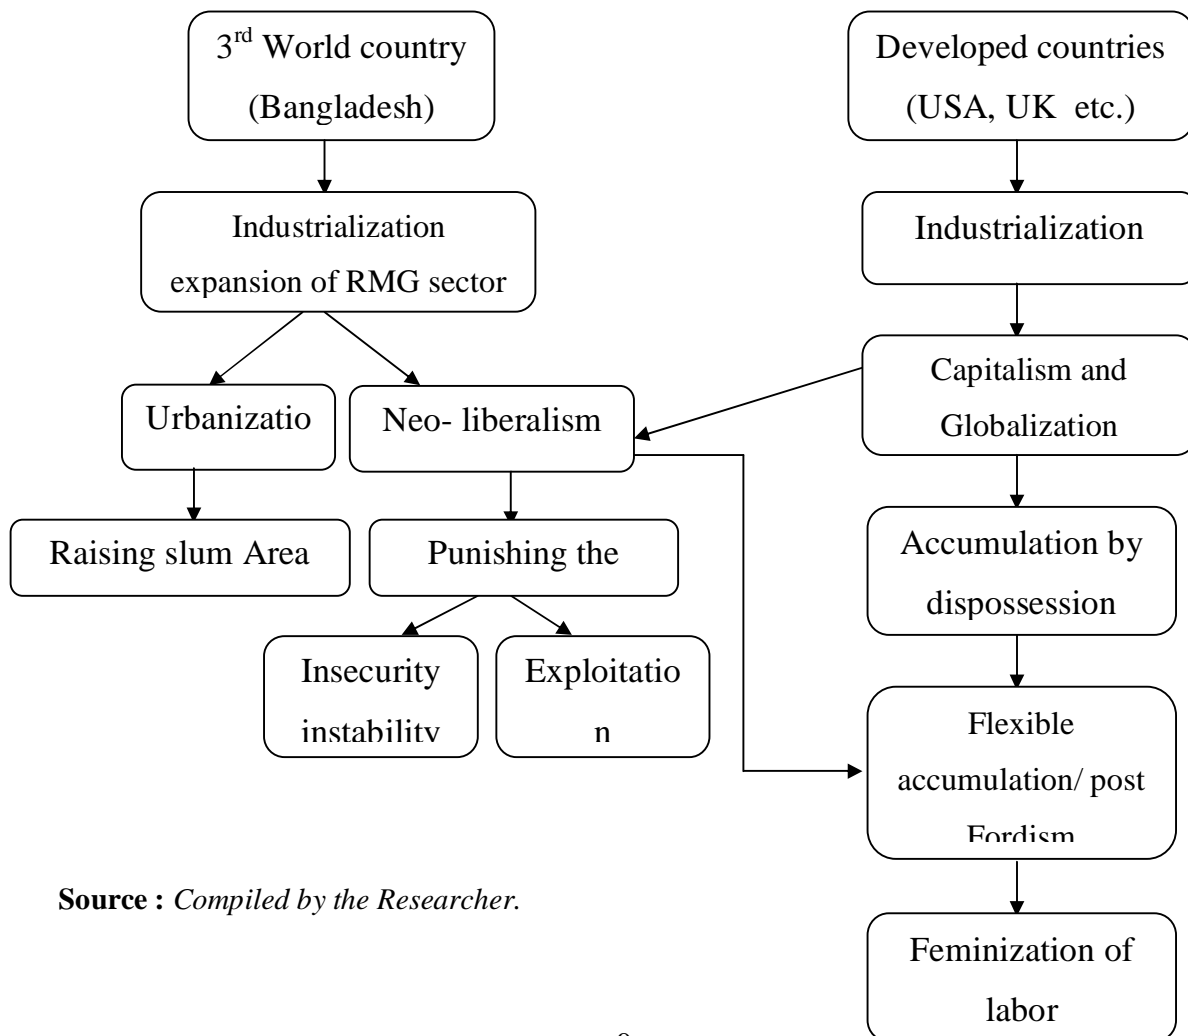 3rd World country
(Bangladesh)
Developed countries
(USA, UK etc.)
Industrialization
expansion of RMG sector
Industrialization
Capitalism and
Globalization
Urbanizatio
Neo- liberalism
Raising slum Area
Punishing the
Accumulation by
dispossession
Insecurity
instability
Exploitatio
n
Flexible
accumulation/ post
Fordism
Source : Compiled by the Researcher.
Feminization of
labor